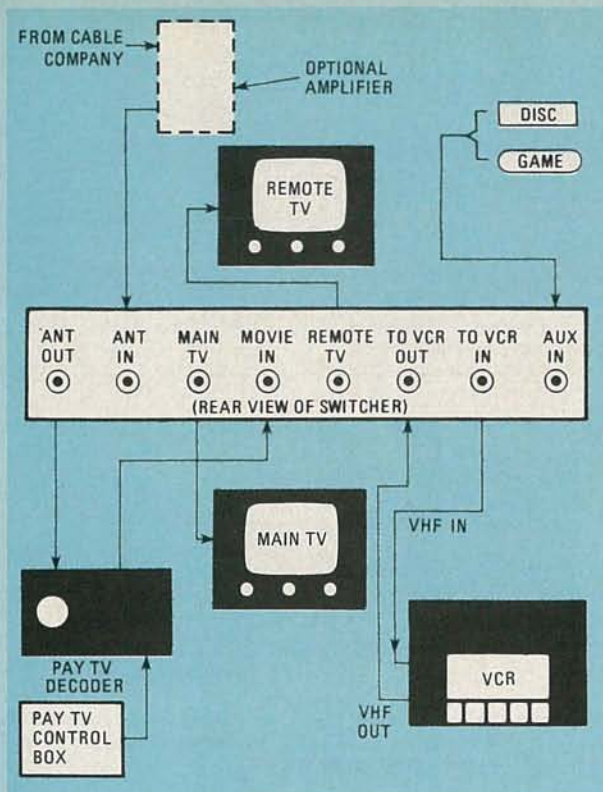 FROM CABLE
COMPANY
OPTIONAL
AMPLIFIER
DISC
GAME
REMOTE
TV
ANT
OUT
ANT
IN
MAIN
TV
MOVIE
IN
REMOTE
TV
TO VCR
OUT
TO VCR
IN
AUX
IN
(REAR VIEW OF SWITCHER)
VHF IN
MAIN TV
PAY TV
DECODER
VCR
VHF
OUT
PAY TV
CONTROL
BOX